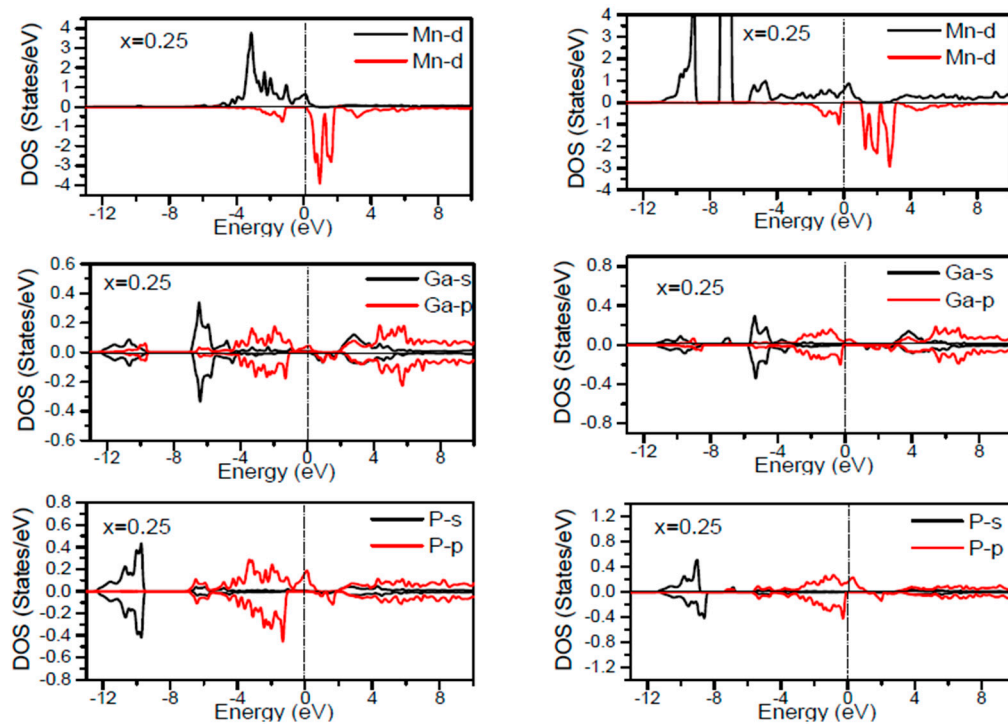 DOS (States/eV)
4
3
2
1
0
1
2
3
4
x=0.25
Mn-d
Mn-d
-12 -8 -4 0 4 8
Energy (eV)
DOS (States/eV)
4
3
2
1
0
1
2
3
4
x=0.25
Mn-d
Mn-d
-12 -8 -4 0 4 8
Energy (eV)
DOS (States/eV)
0.6
0.4
0.2
0.0
-0.2
-0.4
-0.6
x=0.25
Ga-s
Ga-p
-12 -8 -4 0 4 8
Energy (eV)
DOS (States/eV)
0.8
0.4
0.0
-0.4
-0.8
x=0.25
Ga-s
Ga-p
-12 -8 -4 0 4 8
Energy (eV)
DOS (States/eV)
0.8
0.6
0.4
0.2
0.0
-0.2
-0.4
-0.6
-0.8
x=0.25
P-s
P-p
-12 -8 -4 0 4 8
Energy (eV)
DOS (States/eV)
1.2
0.8
0.4
0.0
-0.4
-0.8
-1.2
x=0.25
P-s
P-p
-12 -8 -4 0 4 8
Energy (eV)